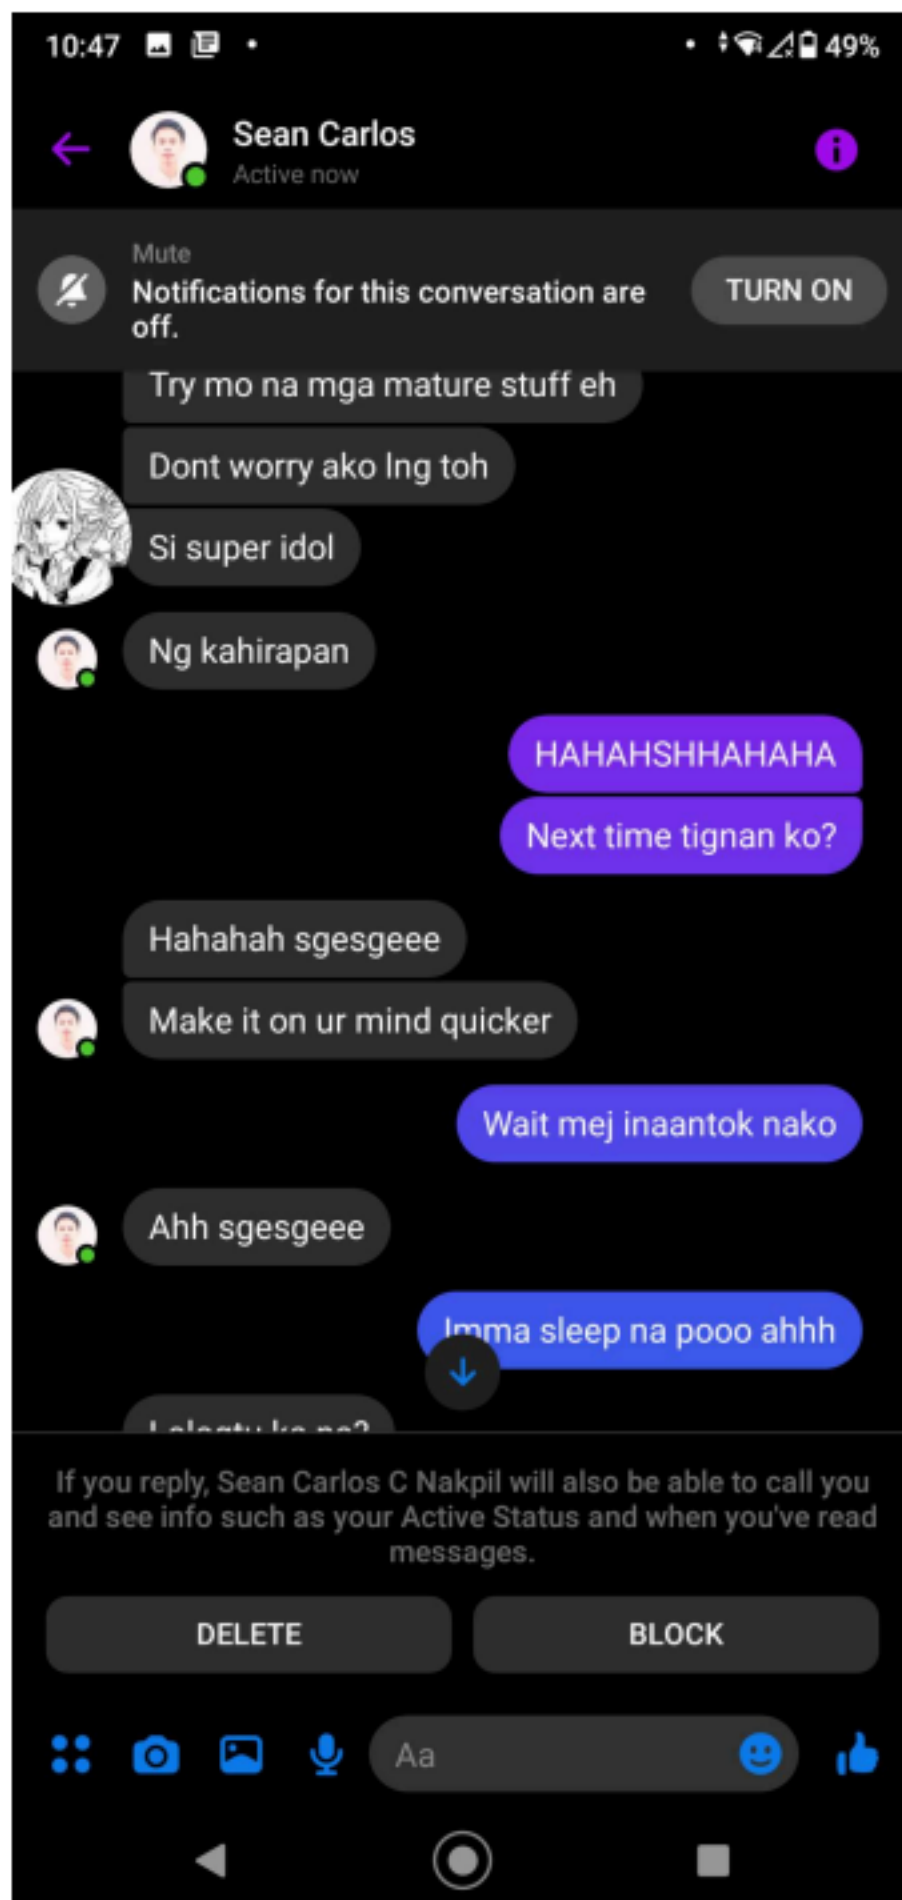 10:47
49%
Sean Carlos
Active now
Mute
Notifications for this conversation are
off.
TURN ON
Try mo na mga mature stuff eh
Dont worry ako lng toh
Si super idol
Ng kahirapan
HAHAHSHHAHAHA
Next time tignan ko?
Hahahah sgesgeee
Make it on ur mind quicker
Wait mej inaantok nako
Ahh sgesgeee
Imma sleep na pooo ahhh
If you reply, Sean Carlos C Nakpil will also be able to call you
and see info such as your Active Status and when you've read
messages.
DELETE
BLOCK
Aa